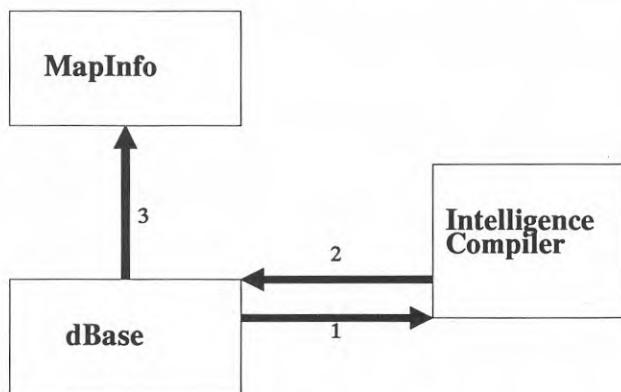 MapInfo
3
Intelligence
Compiler
2
dBase
1